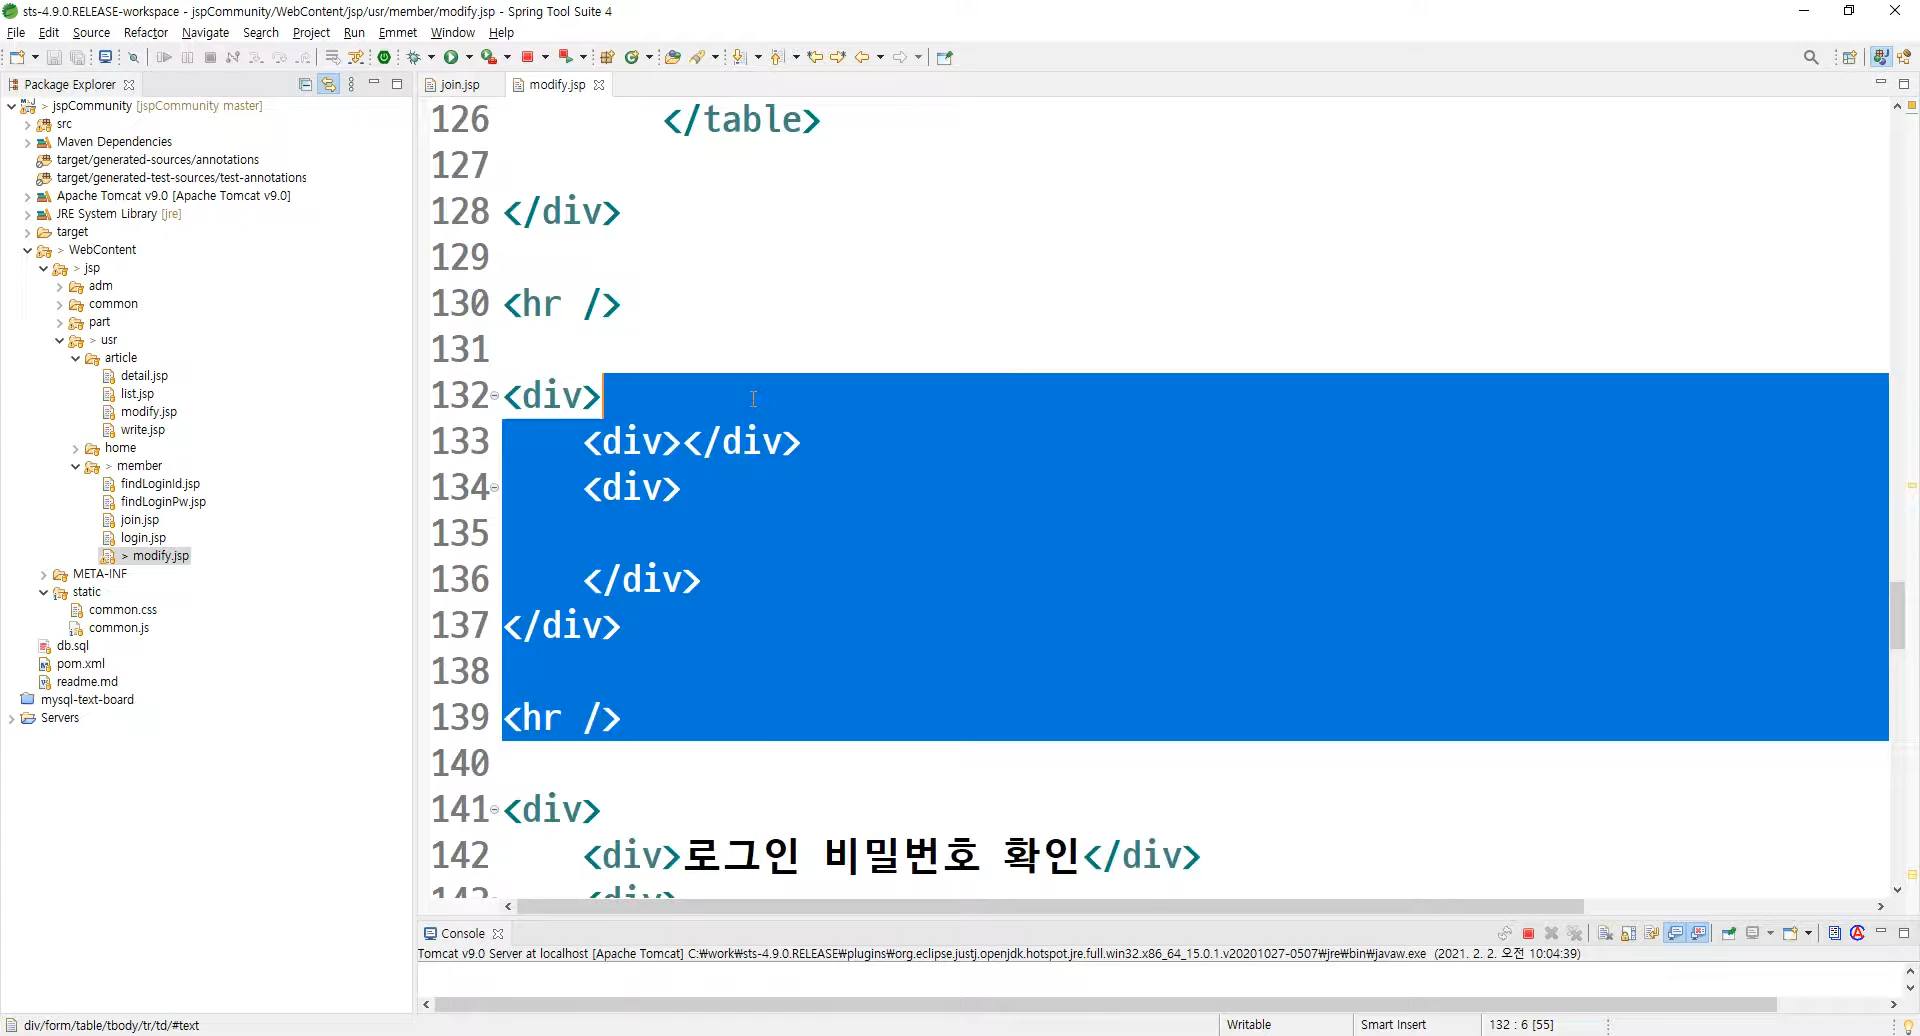 sts-4.9.0.RELEASE-workspace - jspCommunity/WebContent/jsp/usr/member/modify.jsp - Spring Tool Suite 4
File Edit Source Refactor Navigate Search Project Run Emmet Window Help
Package Explorer
jspCommunity [jspCommunity master]
src
Maven Dependencies
target/generated-sources/annotations
target/generated-test-sources/test-annotations
Apache Tomcat v9.0 [Apache Tomcat v9.0]
JRE System Library [jre]
target
> WebContent
> jsp
adm
common
part
> usr
article
detail.jsp
list.jsp
modify.jsp
write.jsp
home
> member
findLoginId.jsp
findLoginPw.jsp
join.jsp
login.jsp
> modify.jsp
META-INF
static
common.css
common.js
db.sql
pom.xml
readme.md
mysql-text-board
Servers
join.jsp modify.jsp
126 </table>
127
128 </div>
129
130 <hr />
131
132 <div>
133 <div></div>
134 <div>
135
136 </div>
137 </div>
138
139 <hr />
140
141 <div>
142 <div>로그인 비밀번호 확인</div>
143 <div>
Console
Tomcat v9.0 Server at localhost [Apache Tomcat] C:₩work₩sts-4.9.0.RELEASE₩plugins₩org.eclipse.justj.openjdk.hotspot.jre.full.win32.x86_64_15.0.1.v20201027-0507₩jre₩bin₩javaw.exe (2021. 2. 2. 오전 10:04:39)
div/form/table/tbody/tr/td/#text Writable Smart Insert 132 : 6 [55]